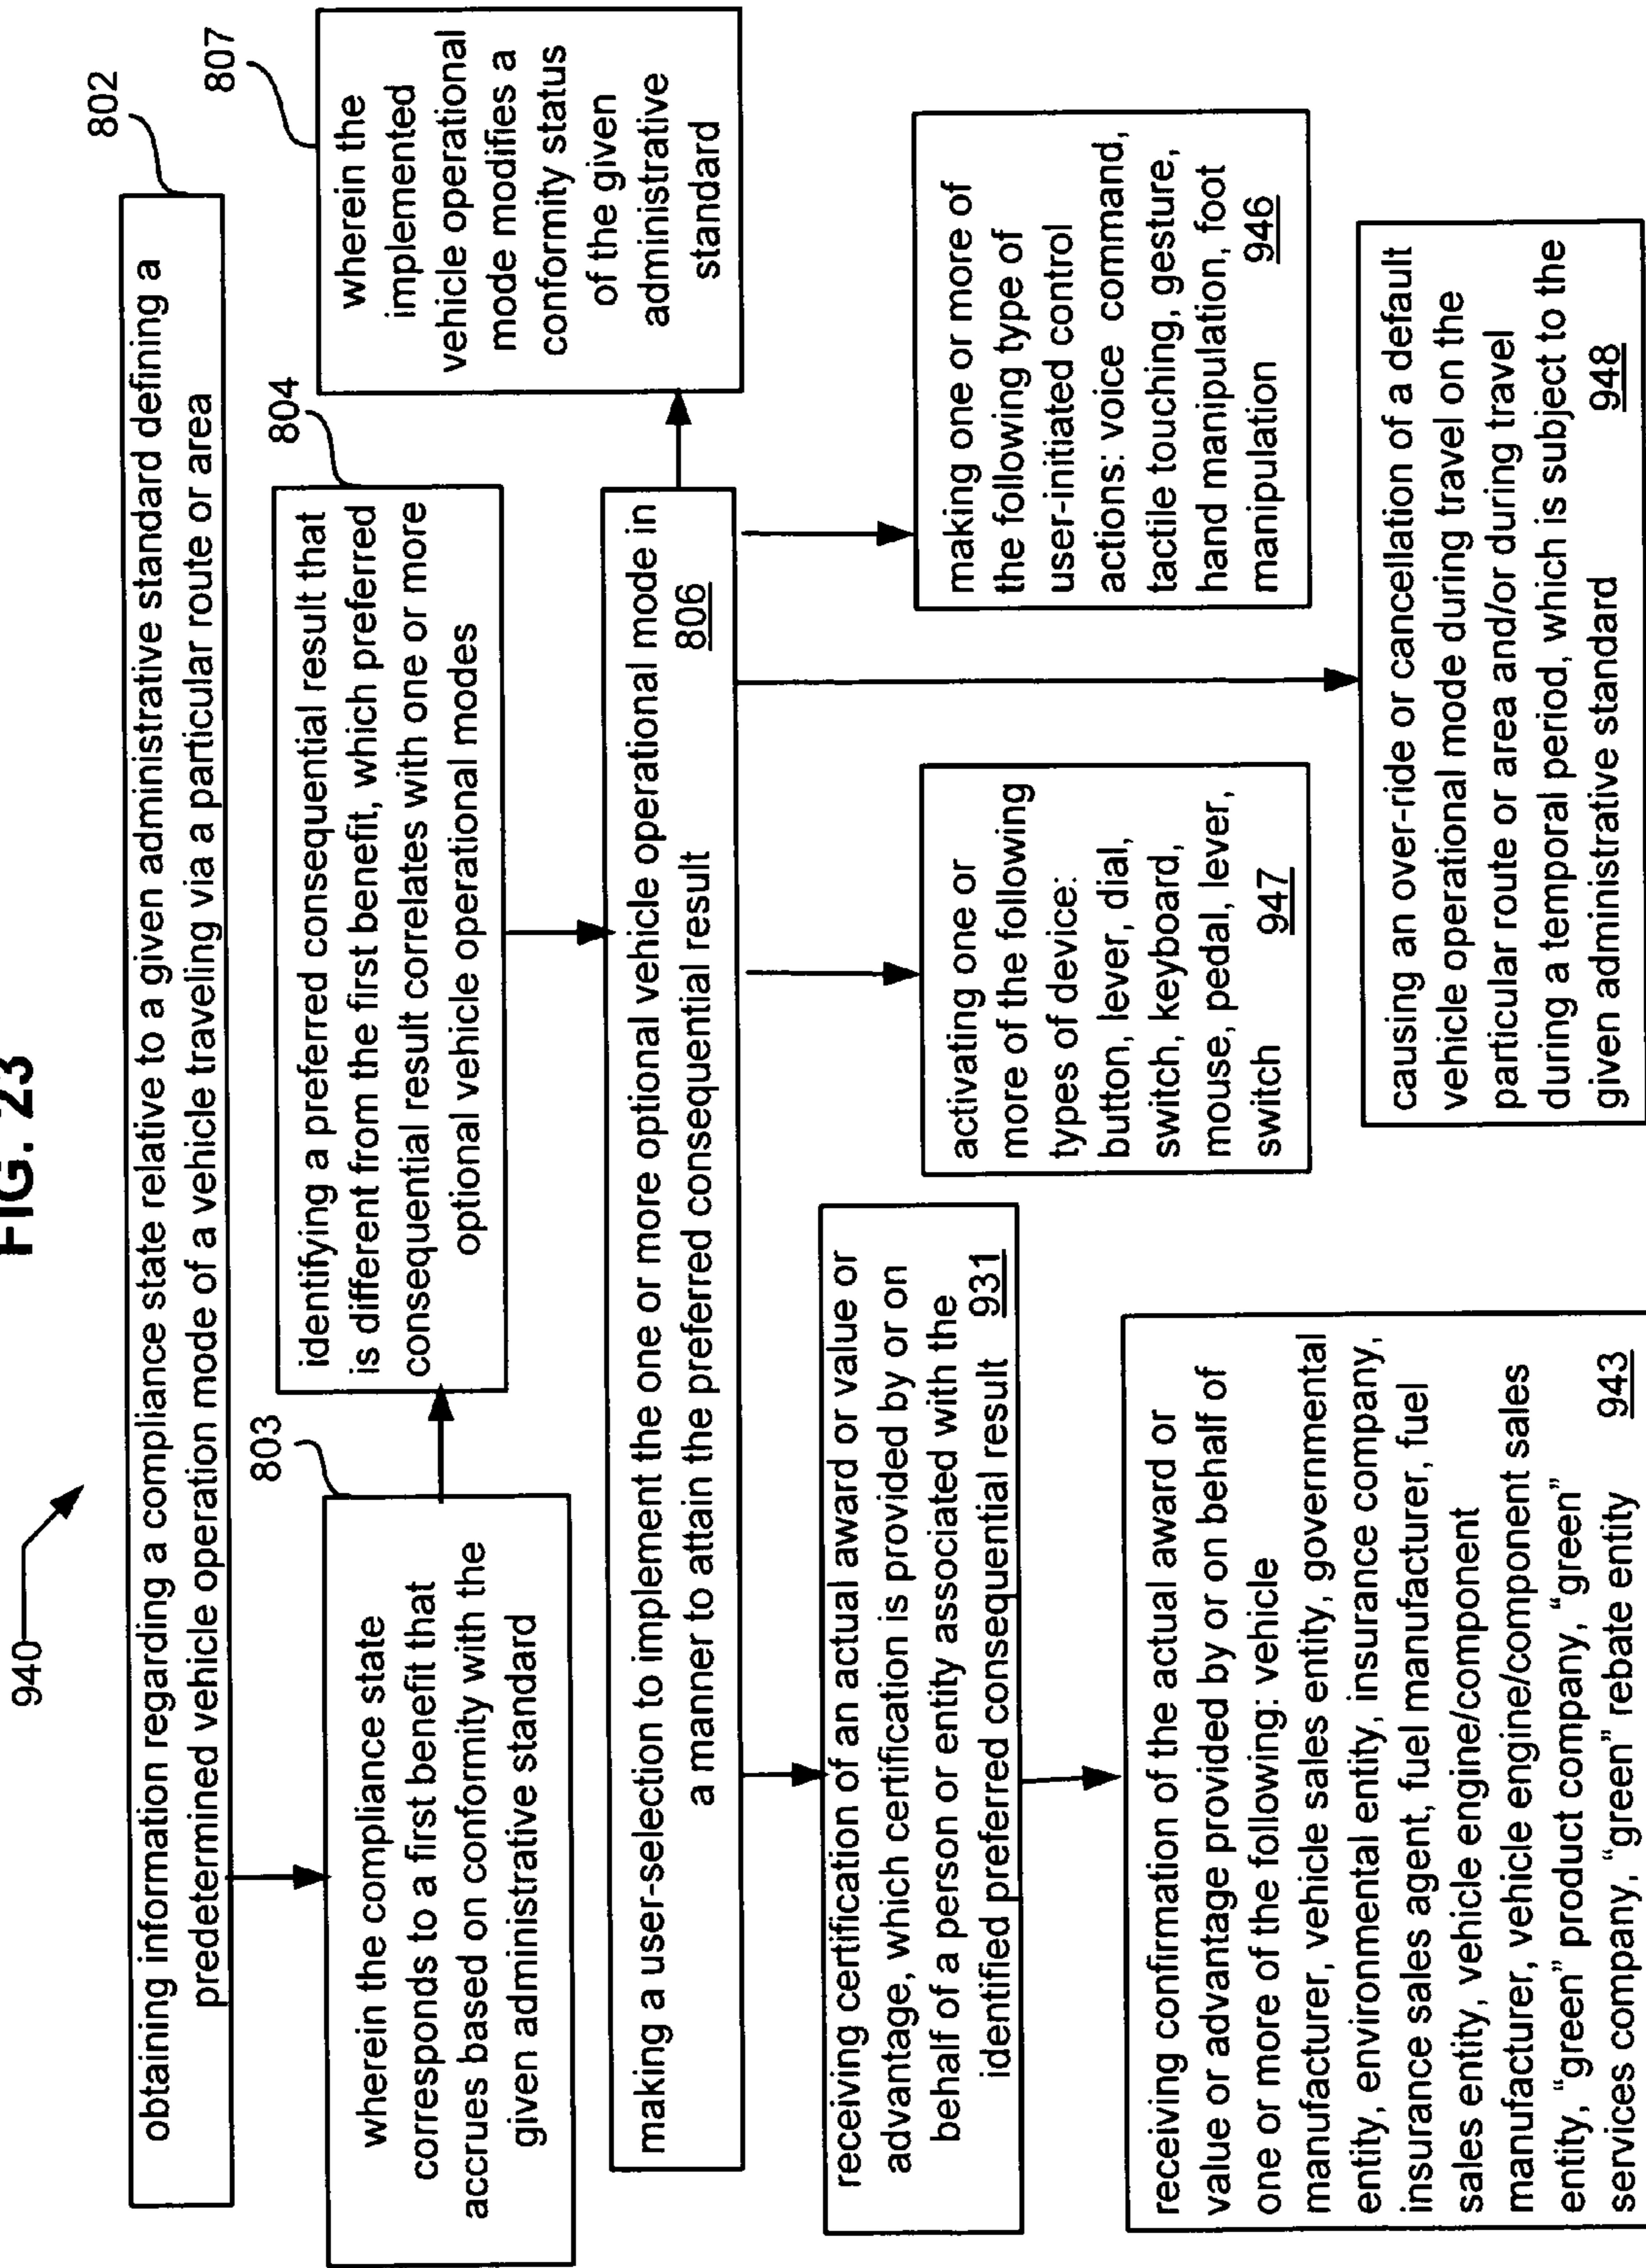 FIG. 23
940
802
obtaining information regarding a compliance state relative to a given administrative standard defining a
predetermined vehicle operation mode of a vehicle traveling via a particular route or area
803
wherein the compliance state
corresponds to a first benefit that
accrues based on conformity with the
given administrative standard
804
identifying a preferred consequential result that
is different from the first benefit, which preferred
consequential result correlates with one or more
optional vehicle operational modes
807
wherein the
implemented
vehicle operational
mode modifies a
conformity status
of the given
administrative
standard
making a user-selection to implement the one or more optional vehicle operational mode in
a manner to attain the preferred consequential result 806
receiving certification of an actual award or value or
advantage, which certification is provided by or on
behalf of a person or entity associated with the
identified preferred consequential result 931
activating one or
more of the following
types of device:
button, lever, dial,
switch, keyboard,
mouse, pedal, lever,
switch 947
making one or more of
the following type of
user-initiated control
actions: voice command,
tactile touching, gesture,
hand manipulation, foot
manipulation 946
receiving confirmation of the actual award or
value or advantage provided by or on behalf of
one or more of the following: vehicle
manufacturer, vehicle sales entity, governmental
entity, environmental entity, insurance company,
insurance sales agent, fuel manufacturer, fuel
sales entity, vehicle engine/component
manufacturer, vehicle engine/component sales
entity, “green” product company, “green”
services company, “green” rebate entity 943
causing an over-ride or cancellation of a default
vehicle operational mode during travel on the
particular route or area and/or during travel
during a temporal period, which is subject to the
given administrative standard 948